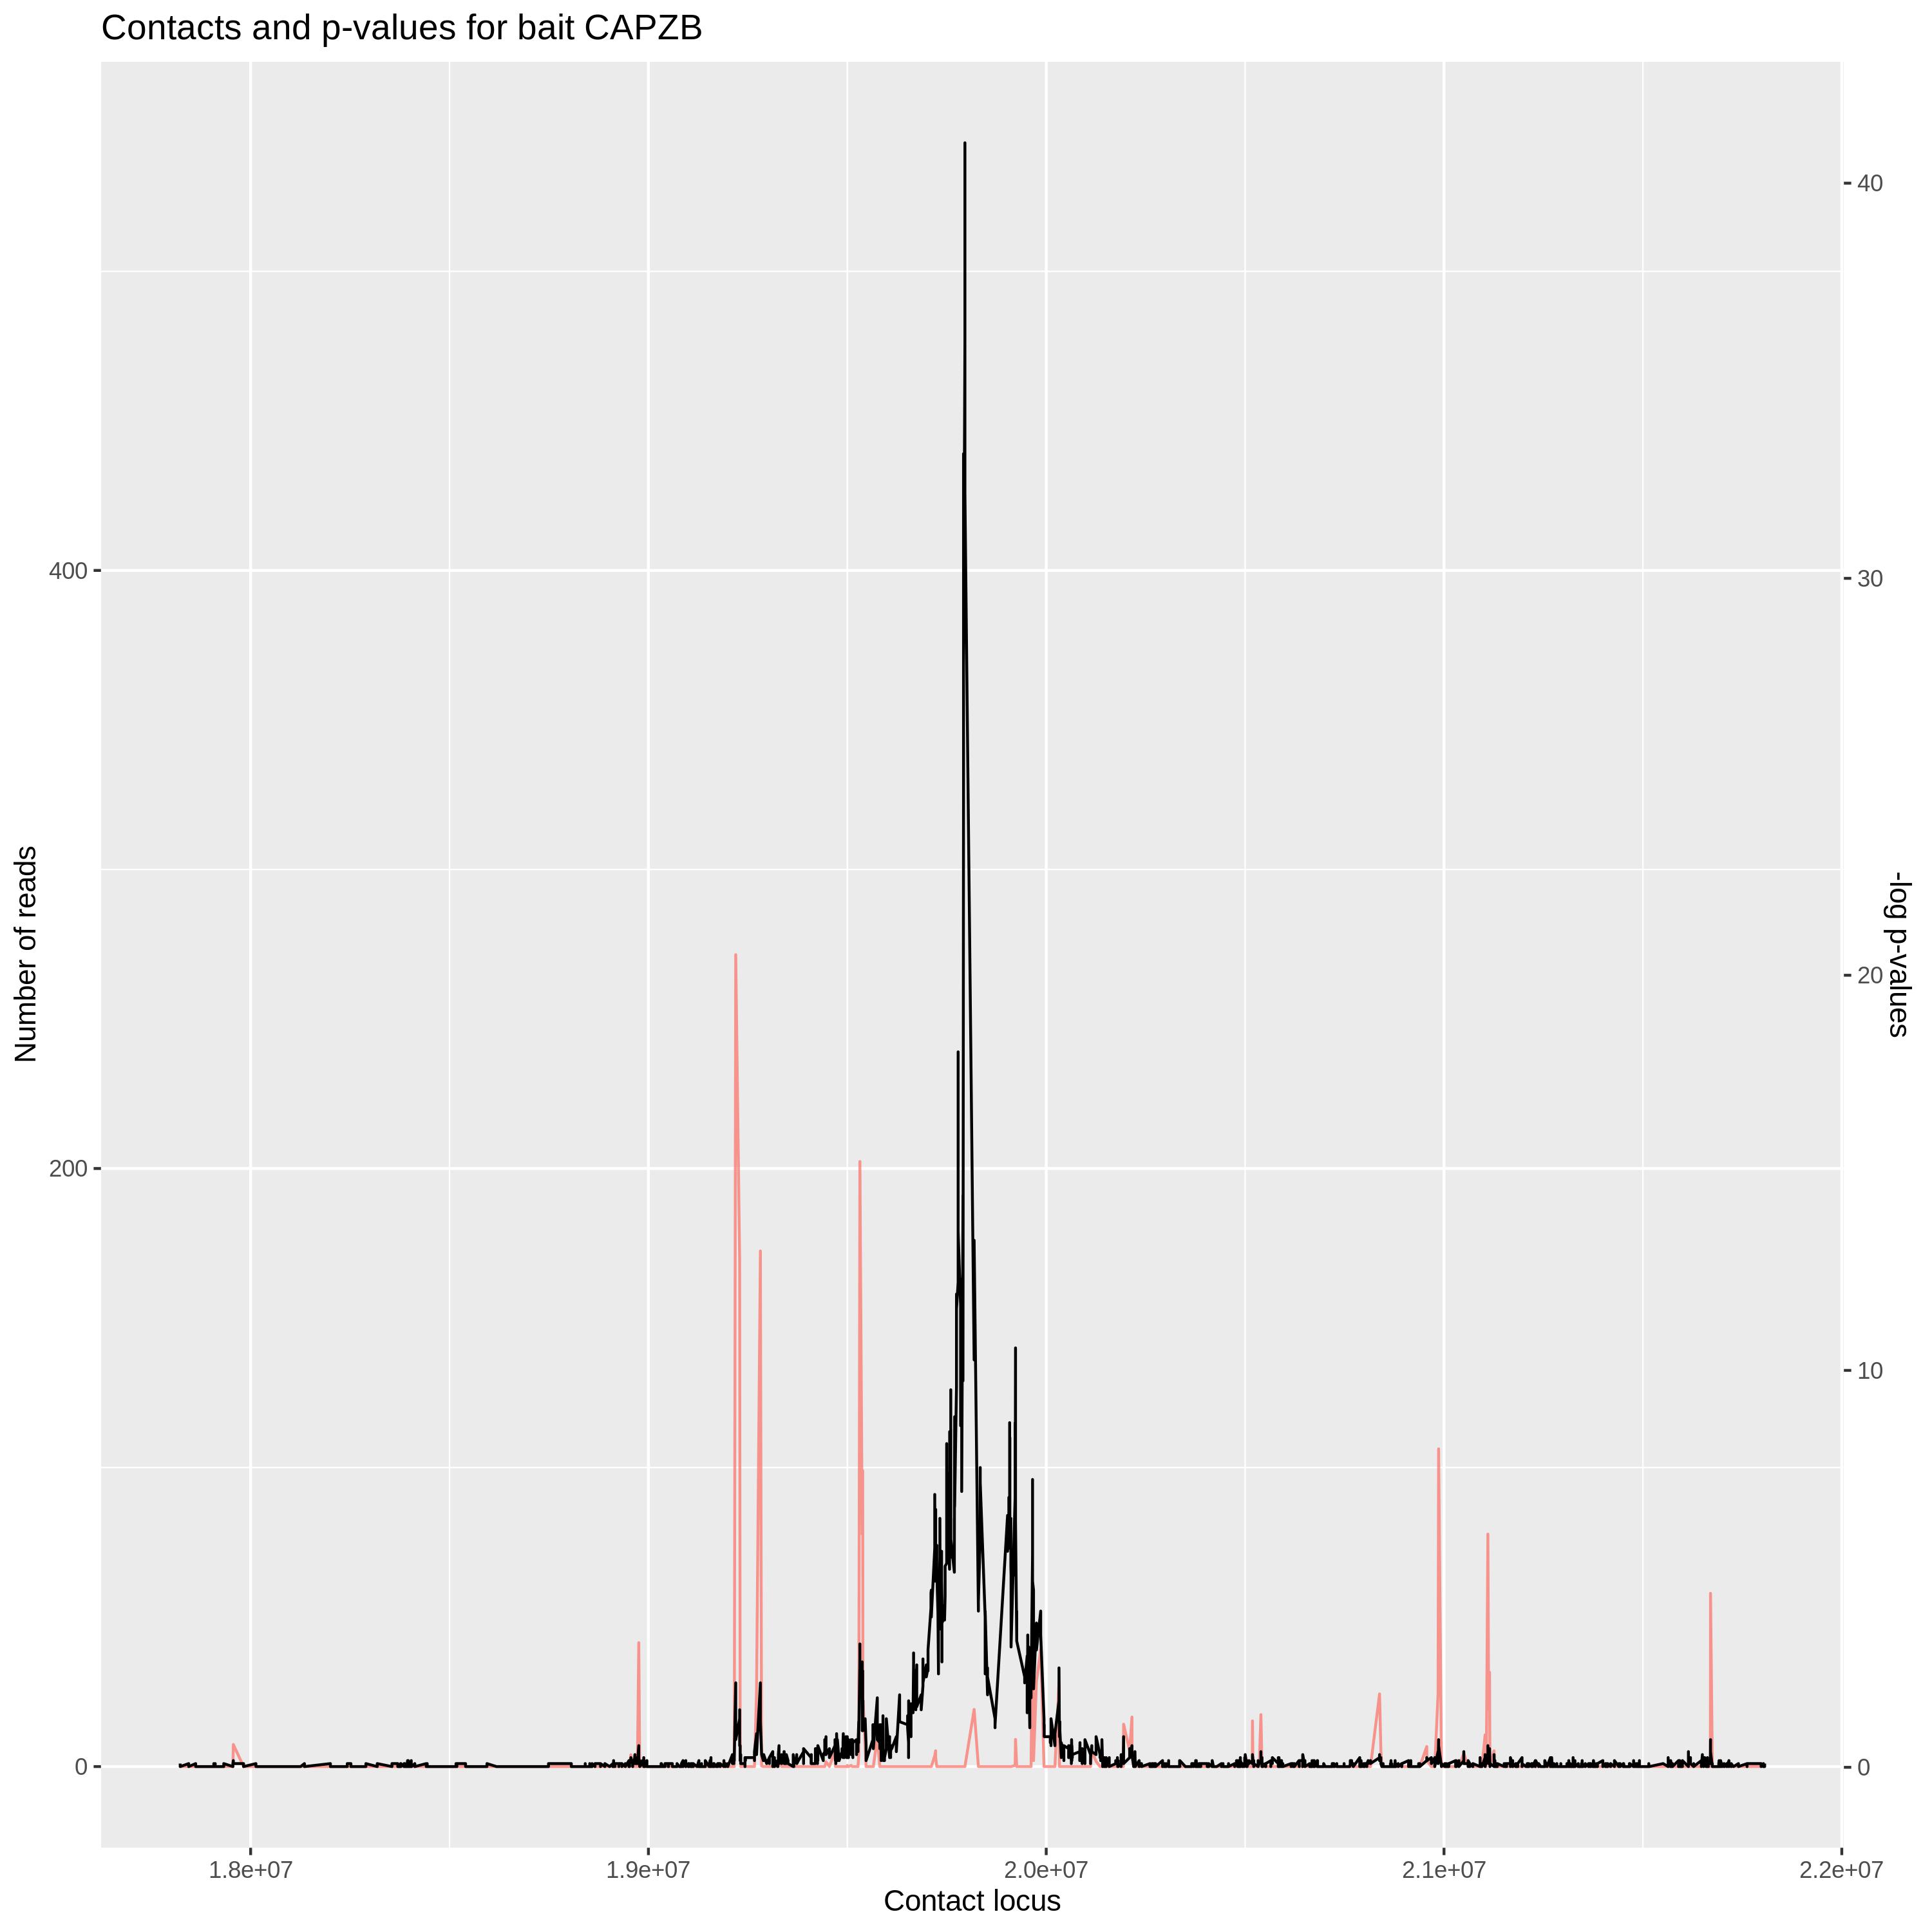 Contacts and p-values for bait CAPZB
Number of reads
400
200
0
40
30
20
10
0
-log p-values
1.8e+07
1.9e+07
2.0e+07
2.1e+07
2.2e+07
Contact locus